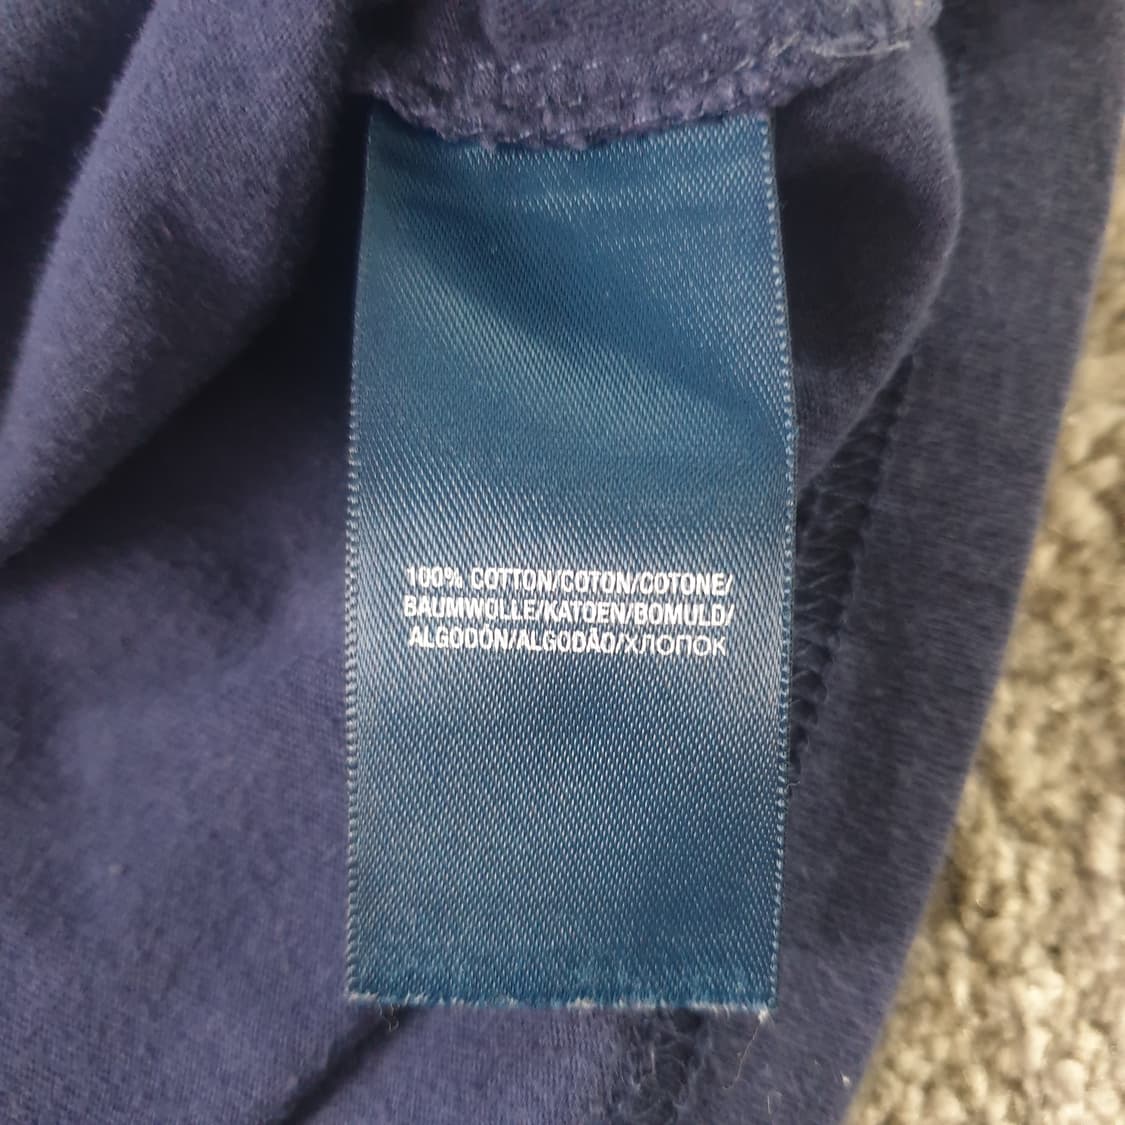 100% COTTON/COTON/COTONE/
BAUMWOLLE/KATOEN/BOMULD/
ALGODÓN/ALGODÃO/ХЛОПОК